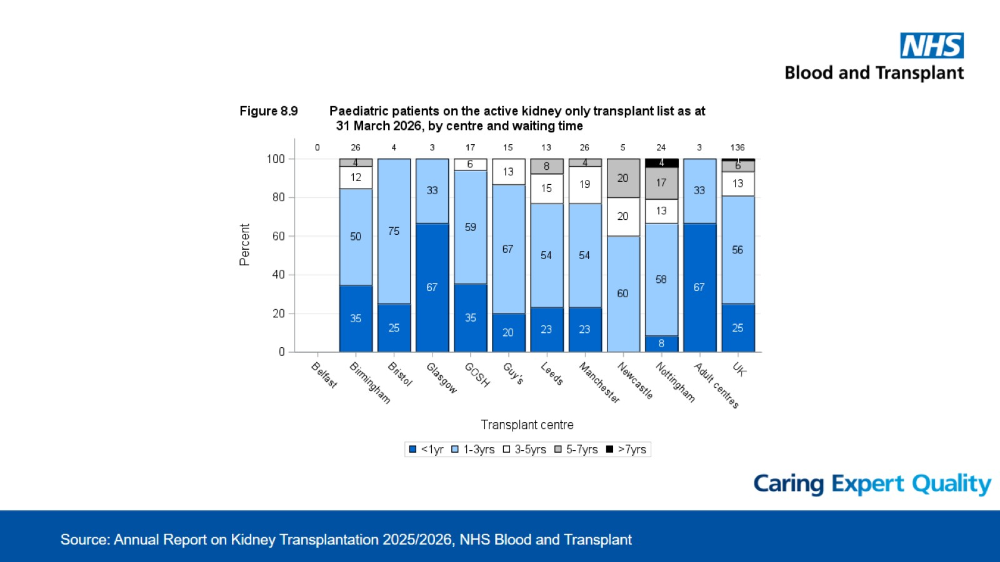 NHS
Blood and Transplant
Figure 8.9 Paediatric patients on the active kidney only transplant list as at
31 March 2026, by centre and waiting time
0 26 4 3 17 15 13 26 5 24 3 136
100
80
60
40
20
0
Percent
35 50 12 4
25 75
67 33
35 59 6
20 67 13
23 54 15 8
23 54 19 4
60 20 20
8 58 13 17 4
67 33
25 56 13 6 1
Belfast
Birmingham
Bristol
Glasgow
GOSH
Guy's
Leeds
Manchester
Newcastle
Nottingham
Adult centres
UK
Transplant centre
<1yr 1-3yrs 3-5yrs 5-7yrs >7yrs
Caring Expert Quality
Source: Annual Report on Kidney Transplantation 2025/2026, NHS Blood and Transplant